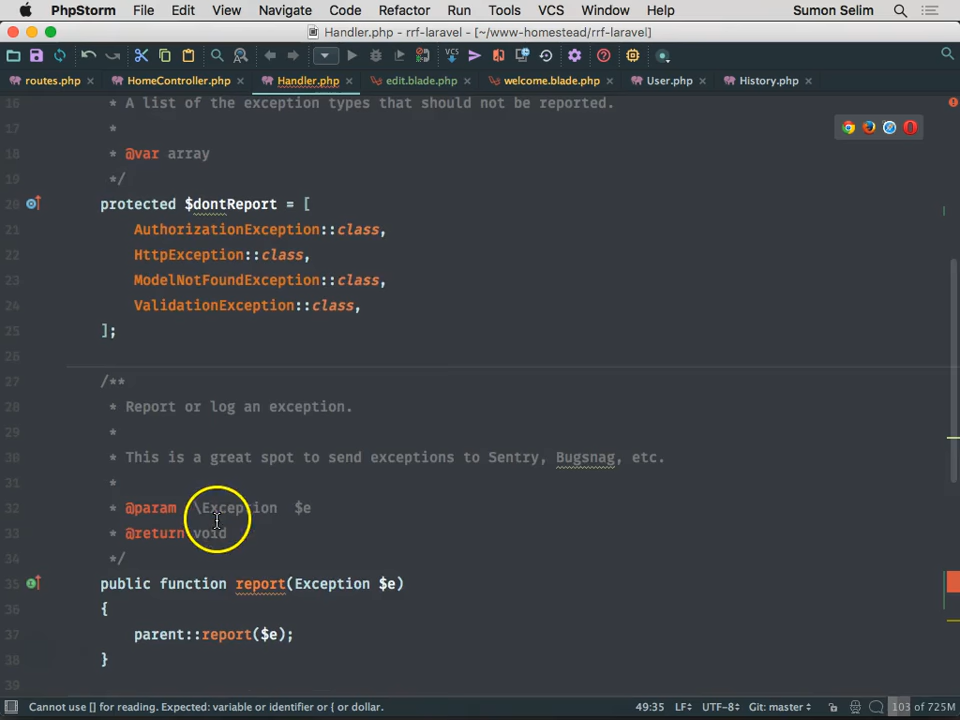 PhpStorm File Edit View Navigate Code Refactor Run Tools VCS Window Help Sumon Selim
Handler.php - rrf-laravel - [~/www-homestead/rrf-laravel]
VCS VCS
routes.php HomeController.php Handler.php edit.blade.php welcome.blade.php User.php History.php
16 * A list of the exception types that should not be reported.
17 *
18 * @var array
19 */
20 protected $dontReport = [
21 AuthorizationException::class,
22 HttpException::class,
23 ModelNotFoundException::class,
24 ValidationException::class,
25 ];
26
27 /**
28 * Report or log an exception.
29 *
30 * This is a great spot to send exceptions to Sentry, Bugsnag, etc.
31 *
32 * @param \Exception $e
33 * @return void
34 */
35 public function report(Exception $e)
36 {
37 parent::report($e);
38 }
39
Cannot use [] for reading. Expected: variable or identifier or { or dollar. 49:35 LF÷ UTF-8÷ Git: master÷ 103 of 725M